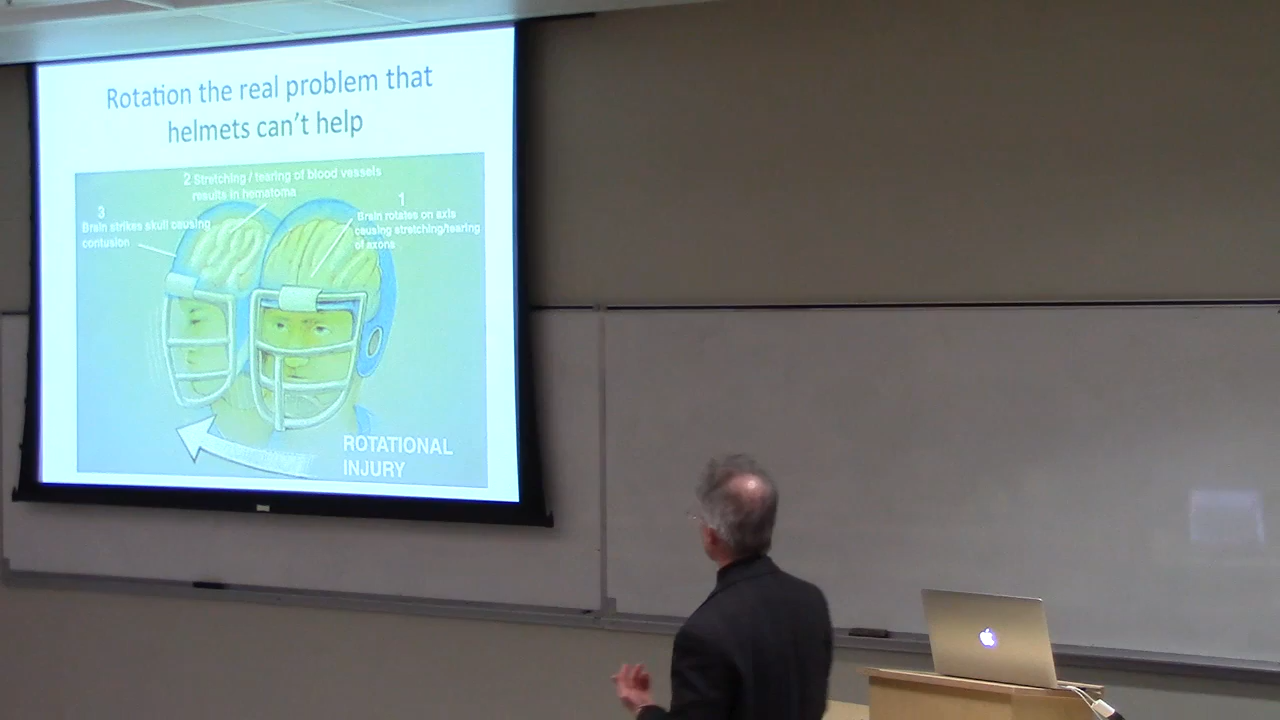 Rotation the real problem that
helmets can't help
2 Stretching / tearing of blood vessels
results in hematoma
3
Brain strikes skull causing
contusion
1
Brain rotates on axis
causing stretching/tearing
of axons
ROTATIONAL
INJURY